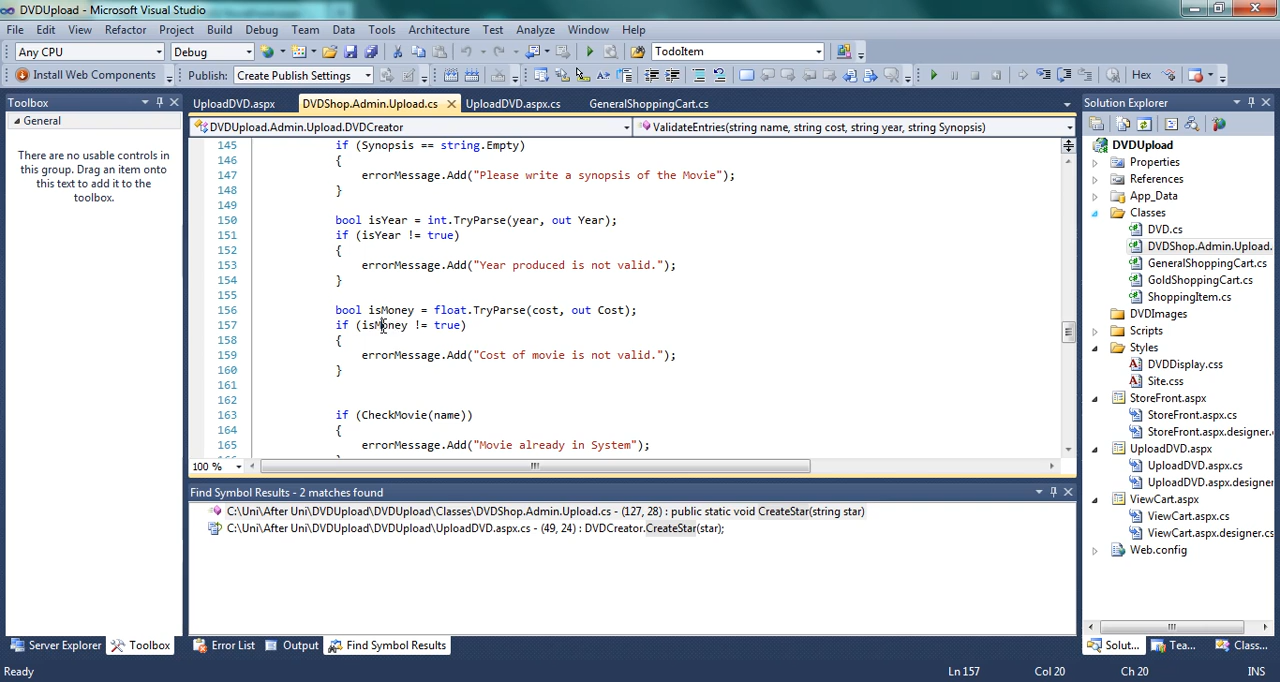 DVDUpload - Microsoft Visual Studio
File Edit View Refactor Project Build Debug Team Data Tools Architecture Test Analyze Window Help
Any CPU Debug TodoItem
Install Web Components Publish: Create Publish Settings Hex
Toolbox
General
There are no usable controls in
this group. Drag an item onto
this text to add it to the
toolbox.
UploadDVD.aspx DVDShop.Admin.Upload.cs UploadDVD.aspx.cs GeneralShoppingCart.cs
DVDUpload.Admin.Upload.DVDCreator ValidateEntries(string name, string cost, string year, string Synopsis)
145 if (Synopsis == string.Empty)
146 {
147 errorMessage.Add("Please write a synopsis of the Movie");
148 }
149
150 bool isYear = int.TryParse(year, out Year);
151 if (isYear != true)
152 {
153 errorMessage.Add("Year produced is not valid.");
154 }
155
156 bool isMoney = float.TryParse(cost, out Cost);
157 if (isMoney != true)
158 {
159 errorMessage.Add("Cost of movie is not valid.");
160 }
161
162
163 if (CheckMovie(name))
164 {
165 errorMessage.Add("Movie already in System");
100 %
Find Symbol Results - 2 matches found
C:\Uni\After Uni\DVDUpload\DVDUpload\Classes\DVDShop.Admin.Upload.cs - (127, 28) : public static void CreateStar(string star)
C:\Uni\After Uni\DVDUpload\DVDUpload\UploadDVD.aspx.cs - (49, 24) : DVDCreator.CreateStar(star);
Solution Explorer
DVDUpload
Properties
References
App_Data
Classes
DVD.cs
DVDShop.Admin.Upload.
GeneralShoppingCart.cs
GoldShoppingCart.cs
ShoppingItem.cs
DVDImages
Scripts
Styles
DVDDisplay.css
Site.css
StoreFront.aspx
StoreFront.aspx.cs
StoreFront.aspx.designer.
UploadDVD.aspx
UploadDVD.aspx.cs
UploadDVD.aspx.designer
ViewCart.aspx
ViewCart.aspx.cs
ViewCart.aspx.designer.cs
Web.config
Server Explorer Toolbox Error List Output Find Symbol Results Solut... Tea... Class...
Ready Ln 157 Col 20 Ch 20 INS